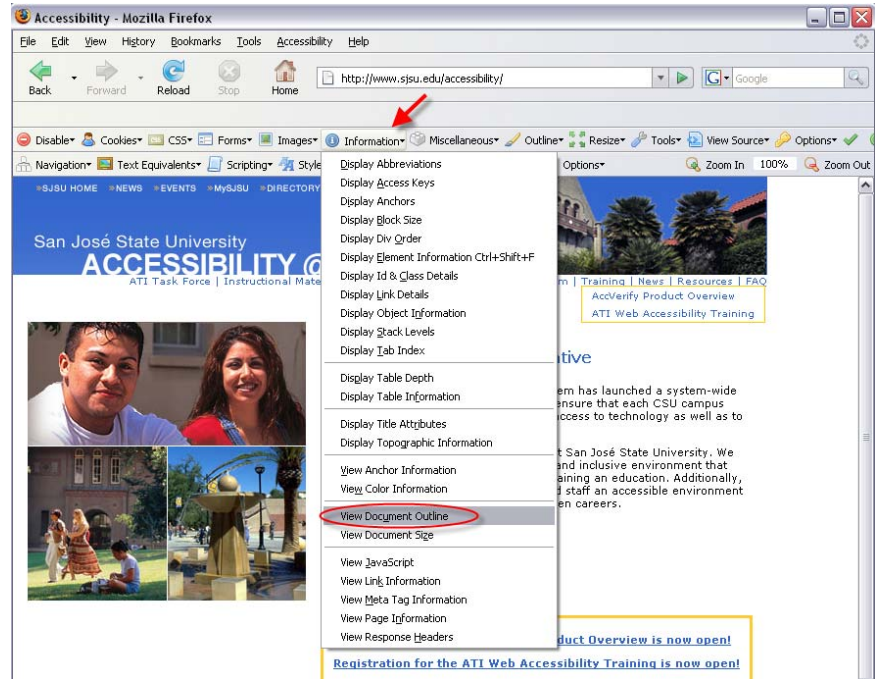 Accessibility - Mozilla Firefox
File Edit View History Bookmarks Tools Accessibility Help
Back Forward Reload Stop Home http://www.sjsu.edu/accessibility/ G Google
Disable Cookies CSS Forms Images Information Miscellaneous Outline Resize Tools View Source Options
Navigation Text Equivalents Scripting Style Options Zoom In 100% Zoom Out
»SJSU HOME »NEWS »EVENTS »MySJSU »DIRECTORY
San José State University
ACCESSIBILITY @
ATI Task Force | Instructional Mate
| Training | News | Resources | FAQ
AccVerify Product Overview
ATI Web Accessibility Training
Display Abbreviations
Display Access Keys
Display Anchors
Display Block Size
Display Div Order
Display Element Information Ctrl+Shift+F
Display Id & Class Details
Display Link Details
Display Object Information
Display Stack Levels
Display Tab Index
Display Table Depth
Display Table Information
Display Title Attributes
Display Topographic Information
View Anchor Information
View Color Information
View Document Outline
View Document Size
View JavaScript
View Link Information
View Meta Tag Information
View Page Information
View Response Headers
tive
em has launched a system-wide
ensure that each CSU campus
ccess to technology as well as to
t San José State University. We
and inclusive environment that
aining an education. Additionally,
d staff an accessible environment
en careers.
duct Overview is now open!
Registration for the ATI Web Accessibility Training is now open!